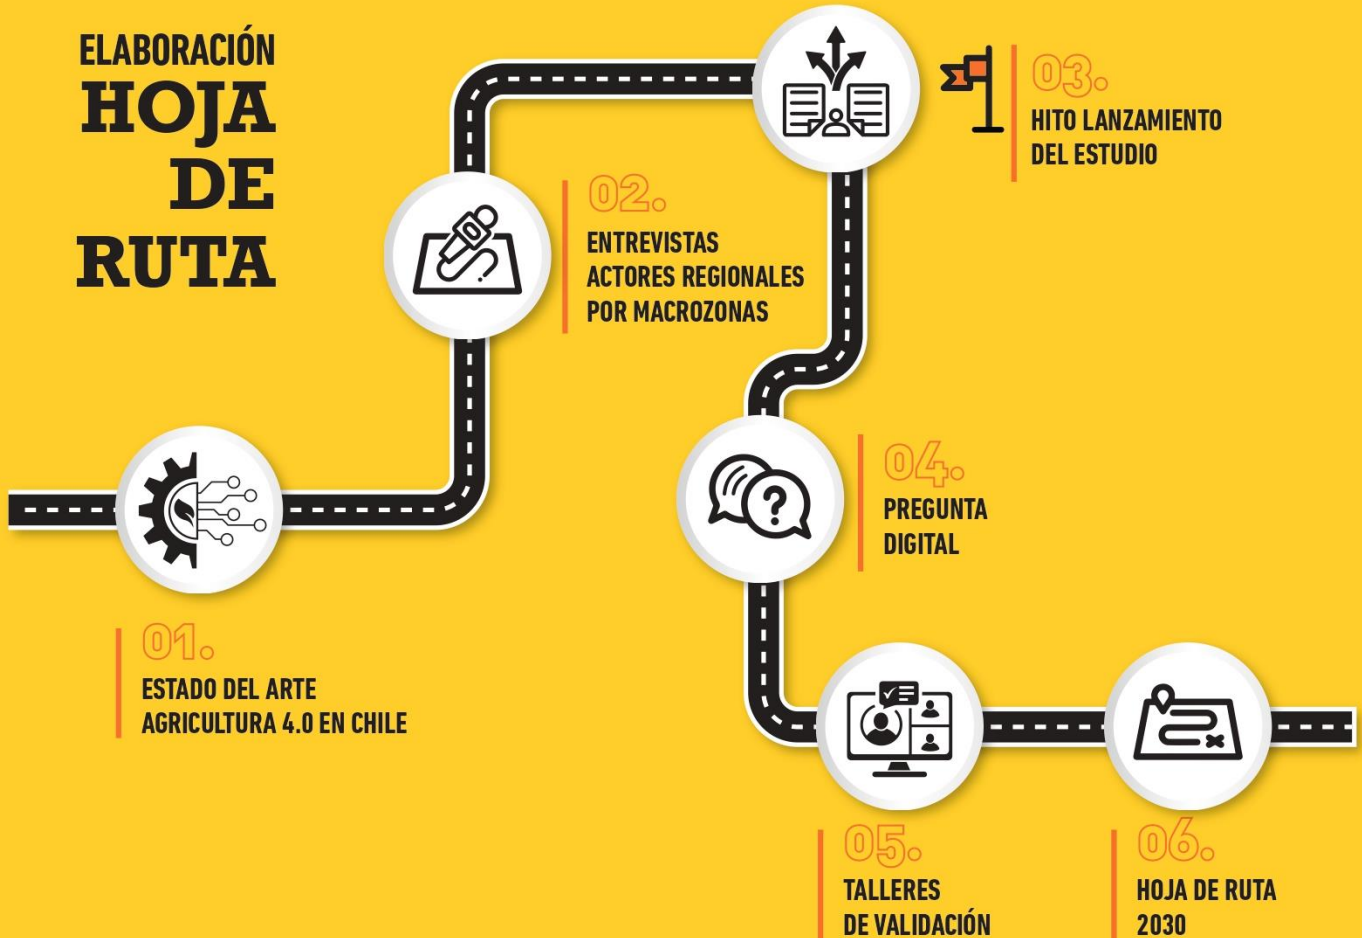 ELABORACIÓN
HOJA
DE
RUTA
01.
ESTADO DEL ARTE
AGRICULTURA 4.0 EN CHILE
02.
ENTREVISTAS
ACTORES REGIONALES
POR MACROZONAS
03.
HITO LANZAMIENTO
DEL ESTUDIO
04.
PREGUNTA
DIGITAL
05.
TALLERES
DE VALIDACIÓN
06.
HOJA DE RUTA
2030